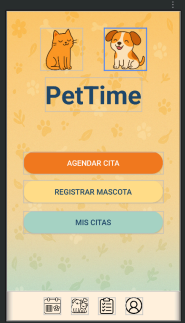 PetTime
AGENDAR CITA
REGISTRAR MASCOTA
MIS CITAS